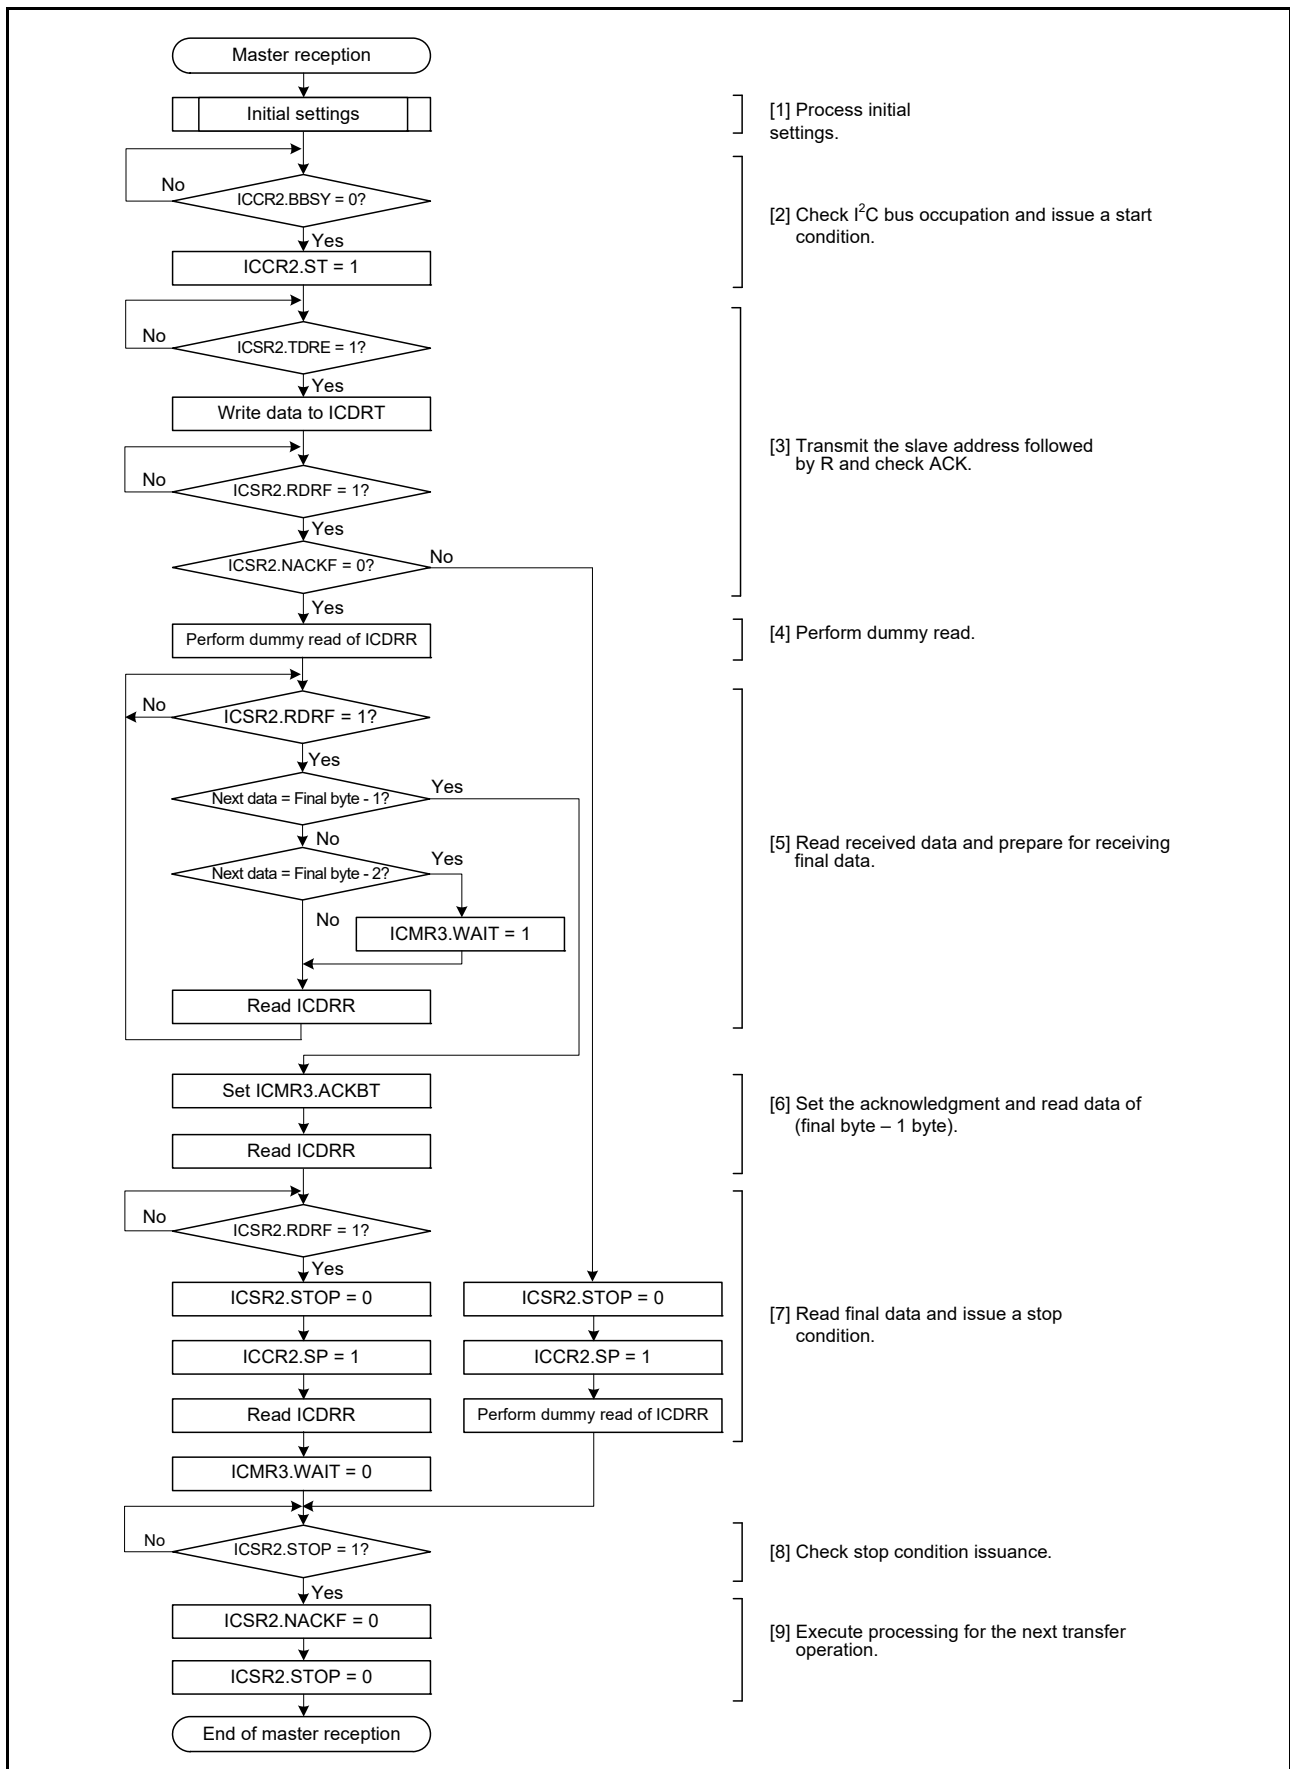 Master reception
Initial settings
[1] Process initial
settings.
No
ICCR2.BBSY = 0?
[2] Check I²C bus occupation and issue a start
condition.
Yes
ICCR2.ST = 1
No
ICSR2.TDRE = 1?
Yes
Write data to ICDRT
[3] Transmit the slave address followed
by R and check ACK.
No
ICSR2.RDRF = 1?
Yes
ICSR2.NACKF = 0?
No
Yes
Perform dummy read of ICDRR
[4] Perform dummy read.
No
ICSR2.RDRF = 1?
Yes
Next data = Final byte - 1?
Yes
No
[5] Read received data and prepare for receiving
final data.
Next data = Final byte - 2?
Yes
No
ICMR3.WAIT = 1
Read ICDRR
Set ICMR3.ACKBT
[6] Set the acknowledgment and read data of
(final byte – 1 byte).
Read ICDRR
No
ICSR2.RDRF = 1?
Yes
ICSR2.STOP = 0
ICSR2.STOP = 0
[7] Read final data and issue a stop
condition.
ICCR2.SP = 1
ICCR2.SP = 1
Read ICDRR
Perform dummy read of ICDRR
ICMR3.WAIT = 0
No
ICSR2.STOP = 1?
[8] Check stop condition issuance.
Yes
ICSR2.NACKF = 0
[9] Execute processing for the next transfer
operation.
ICSR2.STOP = 0
End of master reception